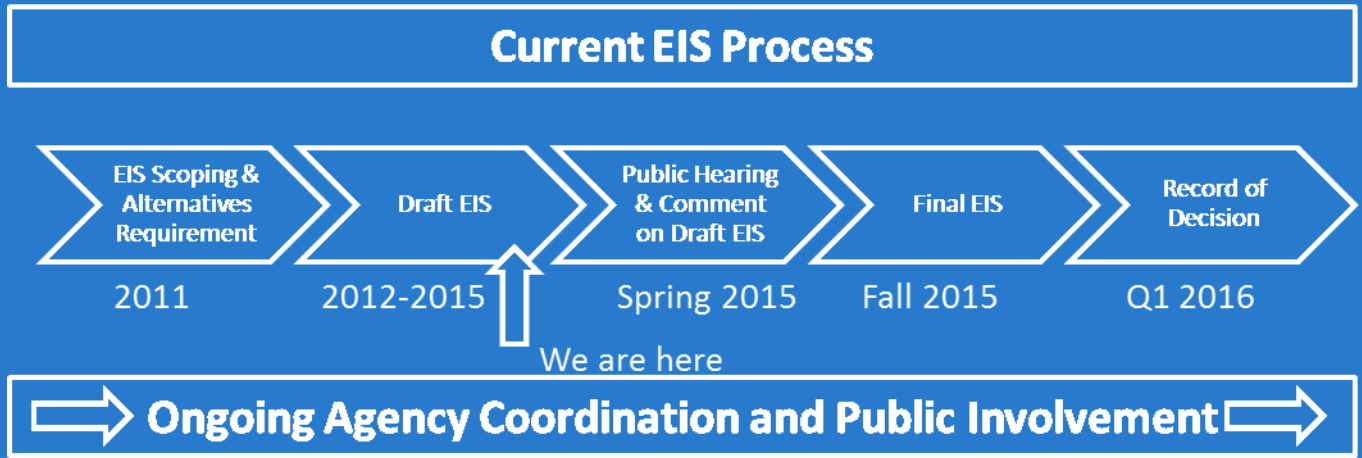 Current EIS Process
EIS Scoping &
Alternatives
Requirement
Draft EIS
Public Hearing
& Comment
on Draft EIS
Final EIS
Record of
Decision
2011
2012-2015
Spring 2015
Fall 2015
Q1 2016
We are here
Ongoing Agency Coordination and Public Involvement